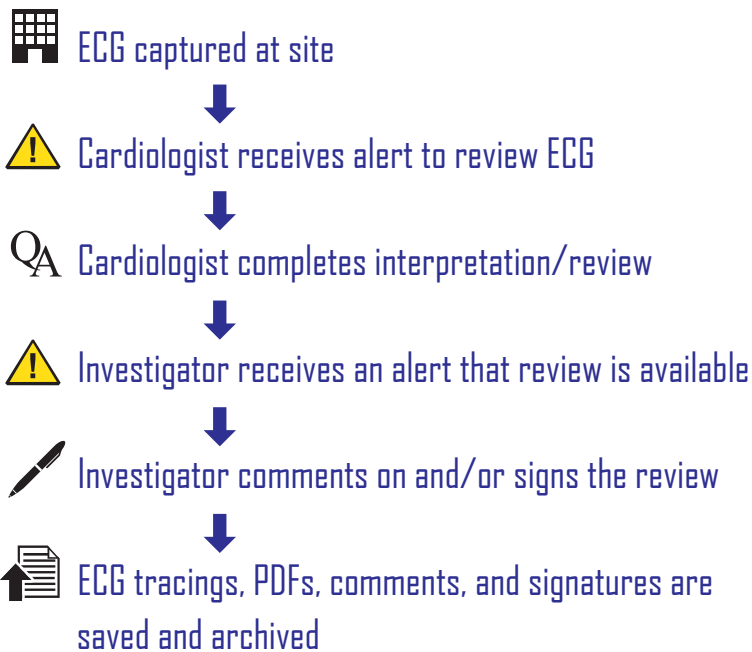 ECG captured at site
! Cardiologist receives alert to review ECG
QA Cardiologist completes interpretation/review
! Investigator receives an alert that review is available
Investigator comments on and/or signs the review
ECG tracings, PDFs, comments, and signatures are
saved and archived